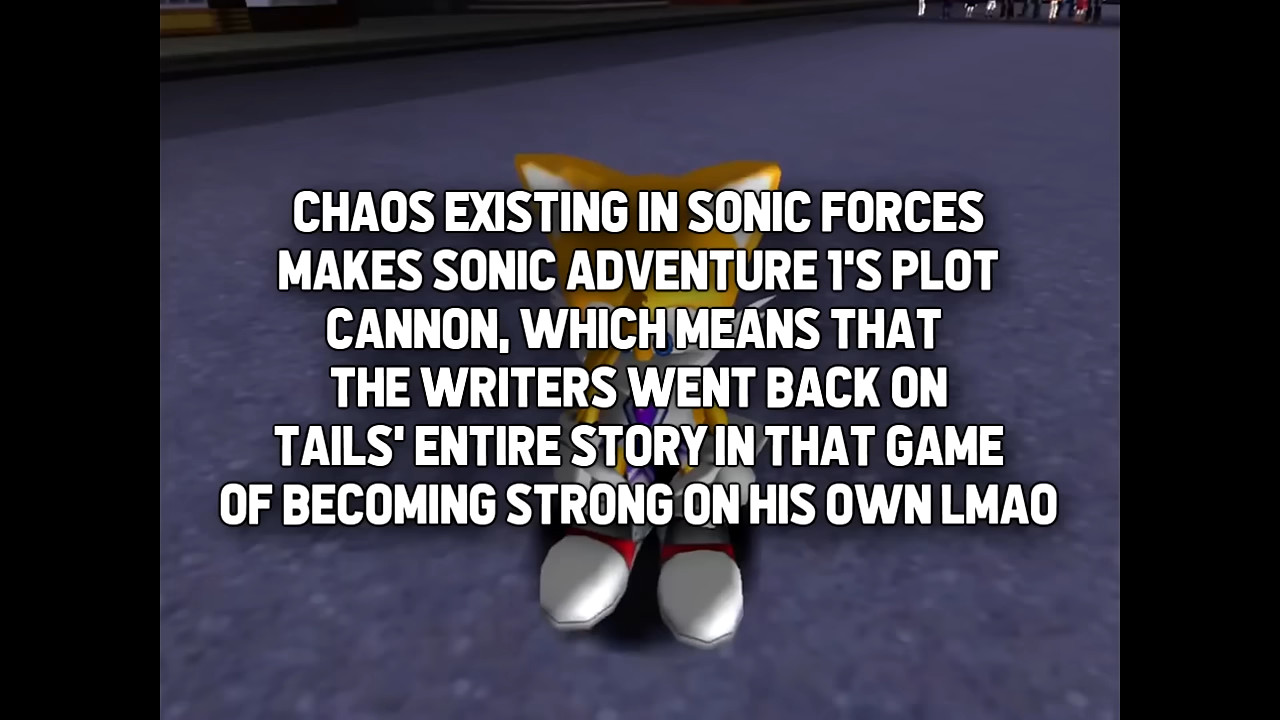 CHAOS EXISTING IN SONIC FORCES
MAKES SONIC ADVENTURE 1'S PLOT
CANNON, WHICH MEANS THAT
THE WRITERS WENT BACK ON
TAILS' ENTIRE STORY IN THAT GAME
OF BECOMING STRONG ON HIS OWN LMAO